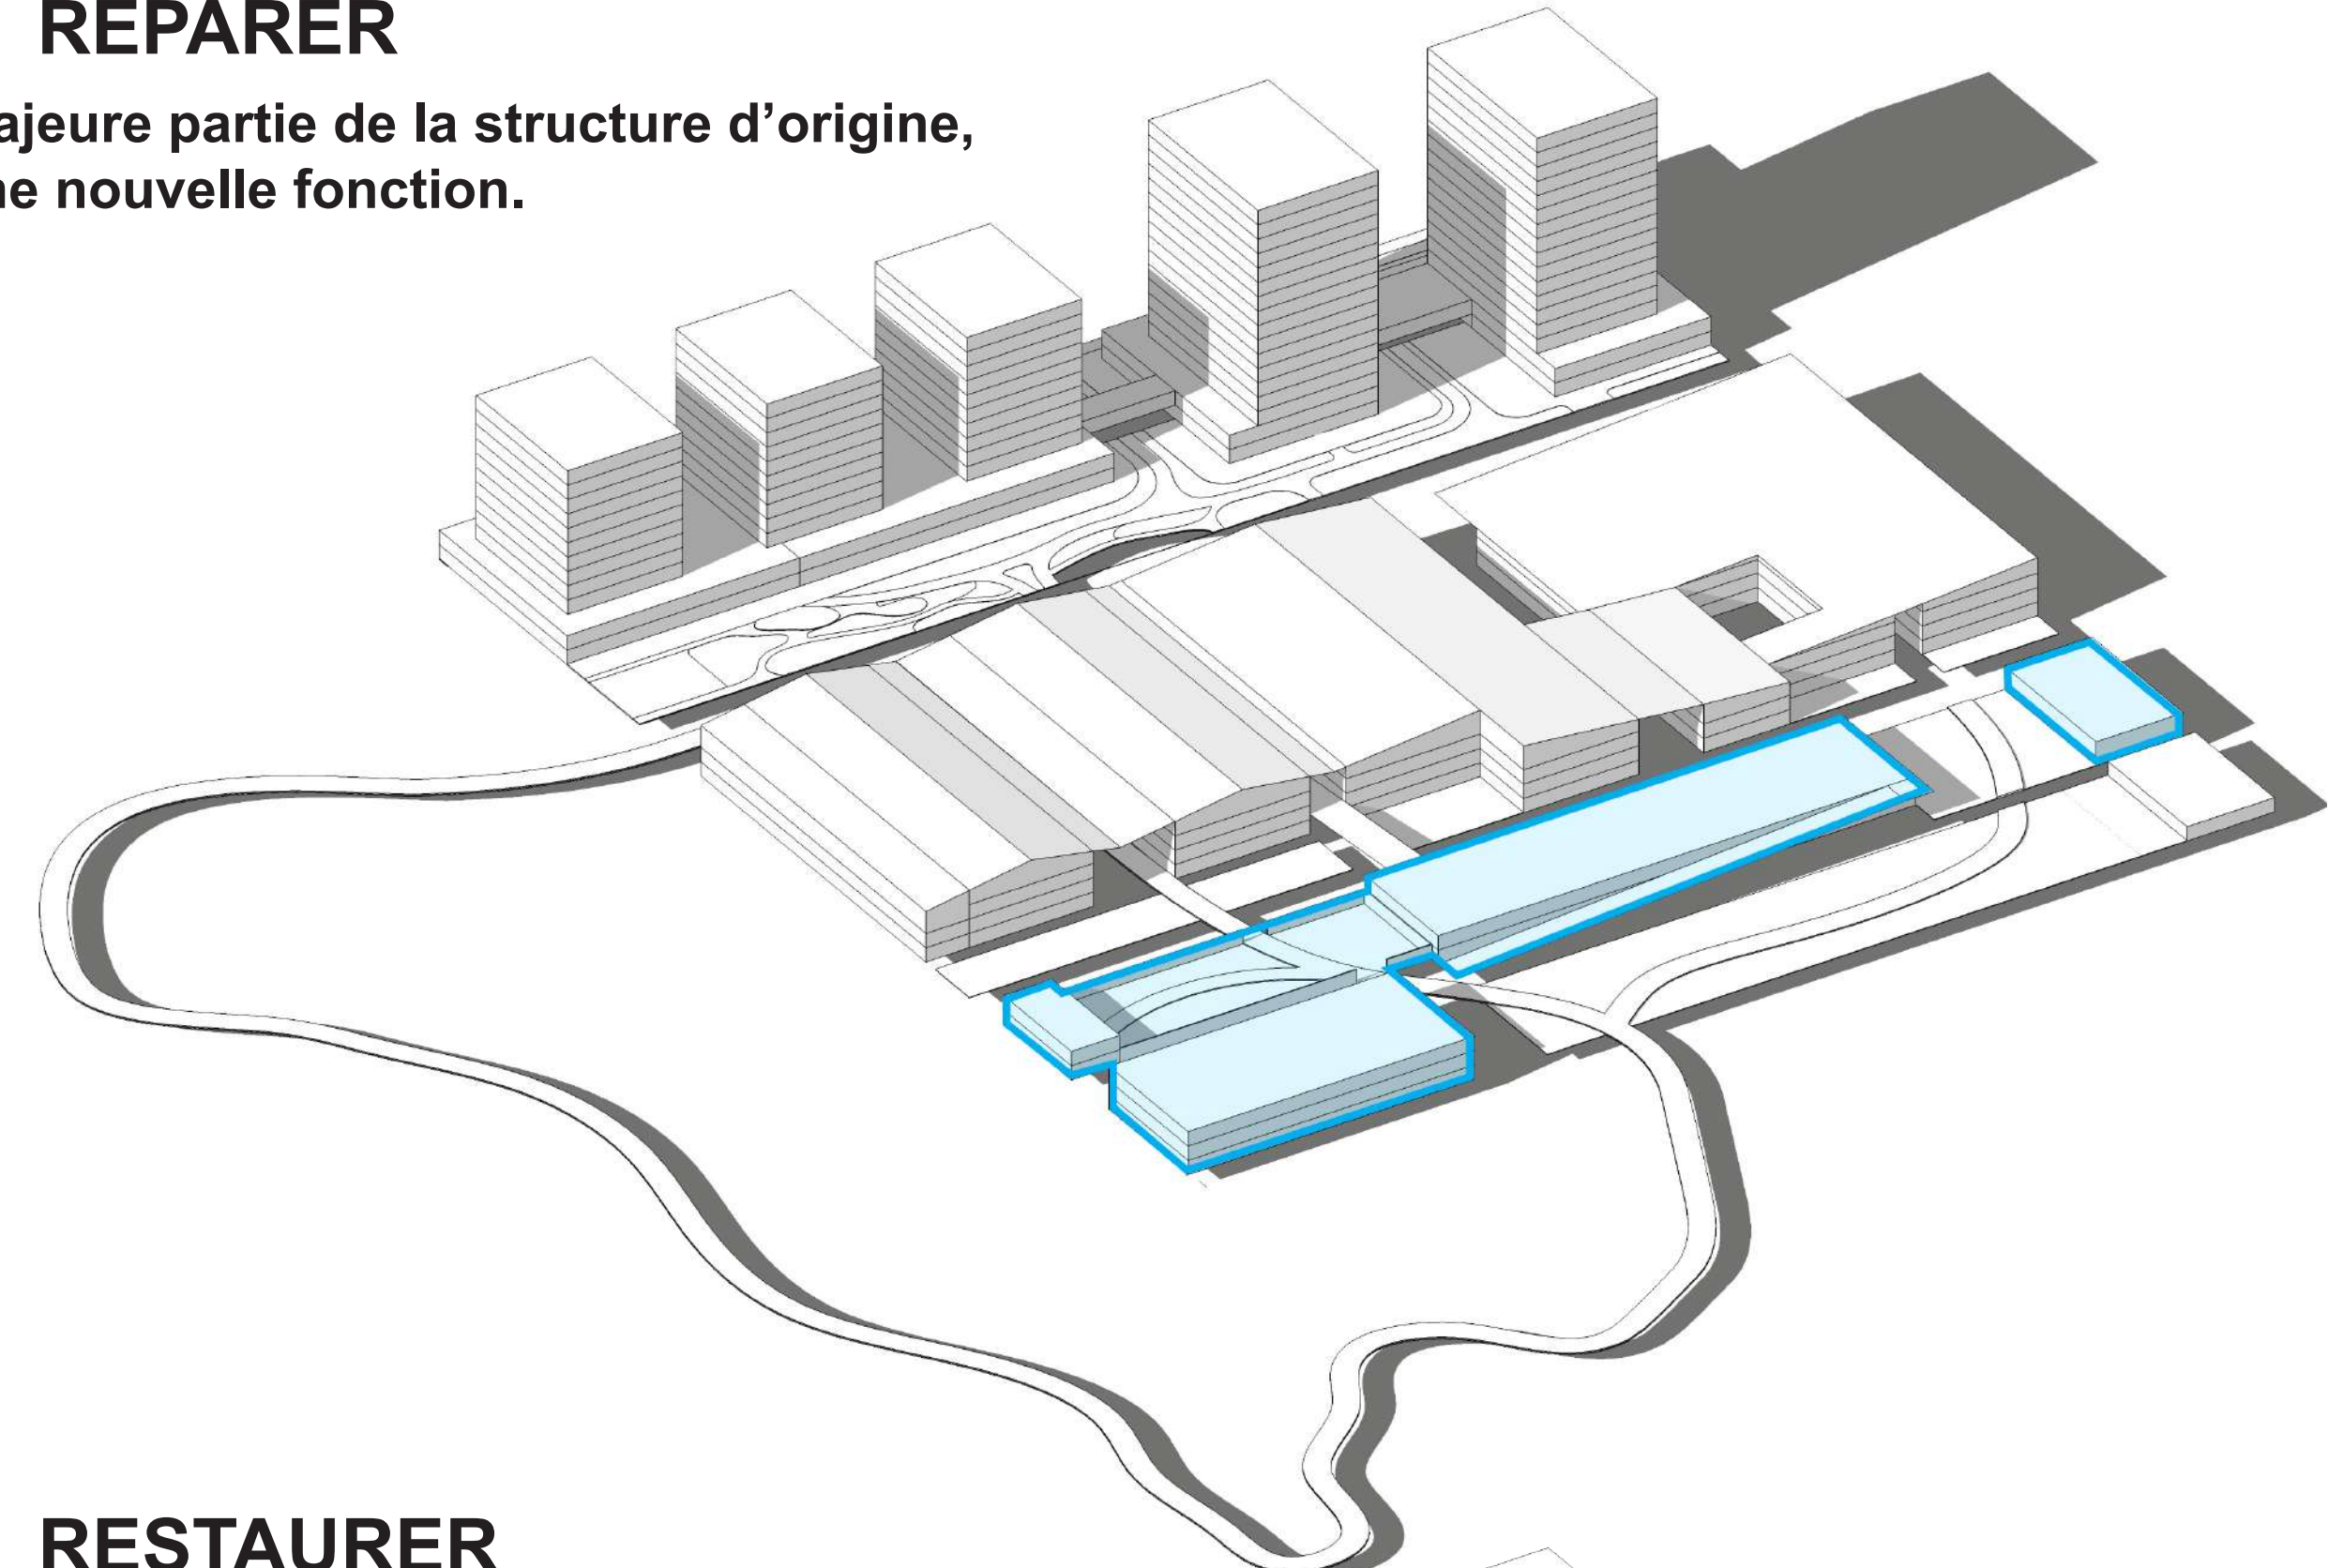 REPARER
ajeure partie de la structure d’origine,
ne nouvelle fonction.
RESTAURER